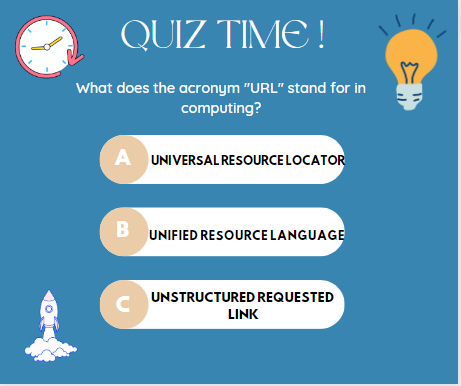 QUIZ TIME !
What does the acronym "URL" stand for in
computing?
A
UNIVERSAL RESOURCE LOCATOR
B
UNIFIED RESOURCE LANGUAGE
C
UNSTRUCTURED REQUESTED
LINK